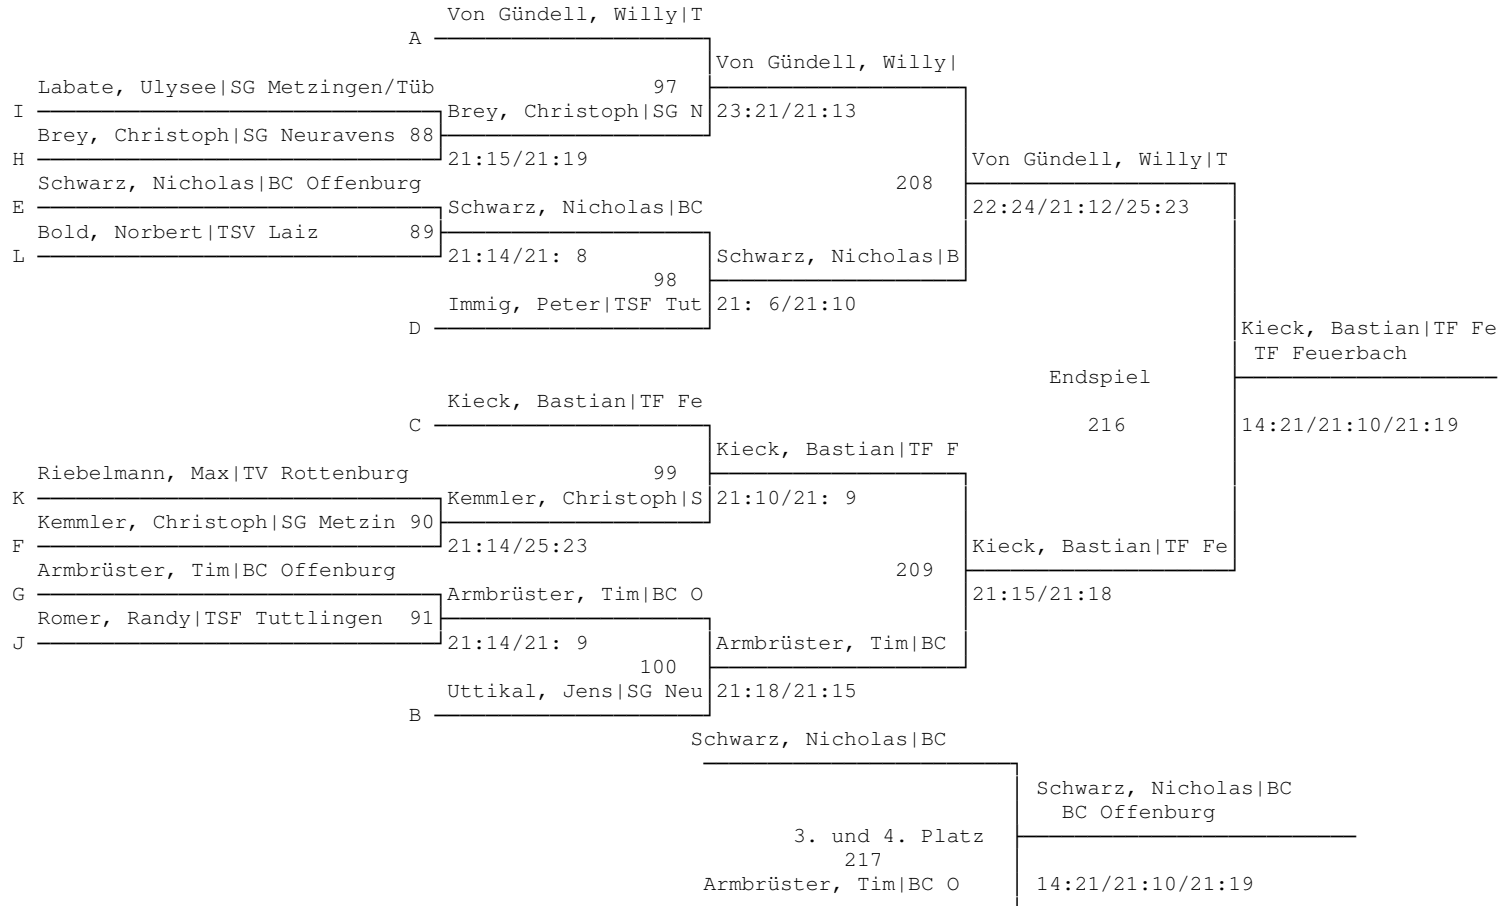 Von Gündell, Willy|T
A
Von Gündell, Willy|
Labate, Ulysee|SG Metzingen/Tüb 97
I Brey, Christoph|SG N 23:21/21:13
Brey, Christoph|SG Neuravens 88
H 21:15/21:19 Von Gündell, Willy|T
Schwarz, Nicholas|BC Offenburg 208
E Schwarz, Nicholas|BC 22:24/21:12/25:23
Bold, Norbert|TSV Laiz 89
L 21:14/21: 8 Schwarz, Nicholas|B
98
Immig, Peter|TSF Tut 21: 6/21:10
D Kieck, Bastian|TF Fe
TF Feuerbach
Endspiel
Kieck, Bastian|TF Fe
C 216 14:21/21:10/21:19
Kieck, Bastian|TF F
Riebelmann, Max|TV Rottenburg 99
K Kemmler, Christoph|S 21:10/21: 9
Kemmler, Christoph|SG Metzin 90
F 21:14/25:23 Kieck, Bastian|TF Fe
Armbrüster, Tim|BC Offenburg 209
G Armbrüster, Tim|BC O 21:15/21:18
Romer, Randy|TSF Tuttlingen 91
J 21:14/21: 9 Armbrüster, Tim|BC
100
Uttikal, Jens|SG Neu 21:18/21:15
B
Schwarz, Nicholas|BC
Schwarz, Nicholas|BC
BC Offenburg
3. und 4. Platz
217
Armbrüster, Tim|BC O 14:21/21:10/21:19